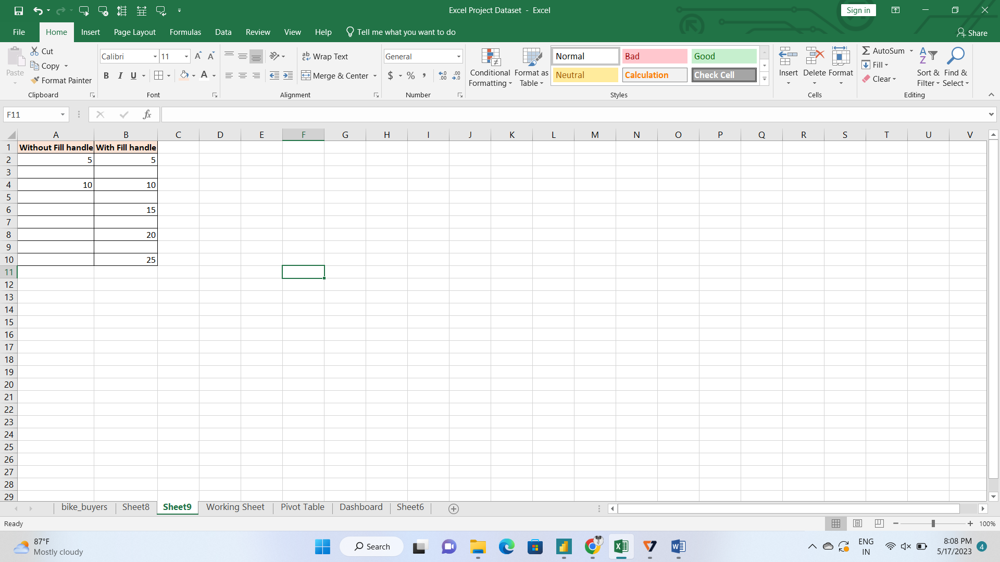 Excel Project Dataset - Excel
Sign in
File Home Insert Page Layout Formulas Data Review View Help Tell me what you want to do
Share
Paste
Cut
Copy
Format Painter
Clipboard
Calibri 11
B I U
Font
Wrap Text
Merge & Center
Alignment
General
$ % ,
Number
Conditional Formatting
Format as Table
Normal Bad Good
Neutral Calculation Check Cell
Styles
Insert Delete Format
Cells
AutoSum
Fill
Clear
Sort & Filter
Find & Select
Editing
F11
fx
A B C D E F G H I J K L M N O P Q R S T U V
1 Without Fill handle With Fill handle
2 5 5
3
4 10 10
5
6 15
7
8 20
9
10 25
11
12
13
14
15
16
17
18
19
20
21
22
23
24
25
26
27
28
29
bike_buyers Sheet8 Sheet9 Working Sheet Pivot Table Dashboard Sheet6
Ready
100%
87°F
Mostly cloudy
Search
ENG
IN
8:08 PM
5/17/2023
4